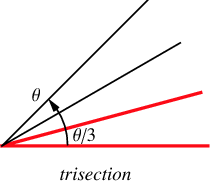 θ
θ/3
trisection